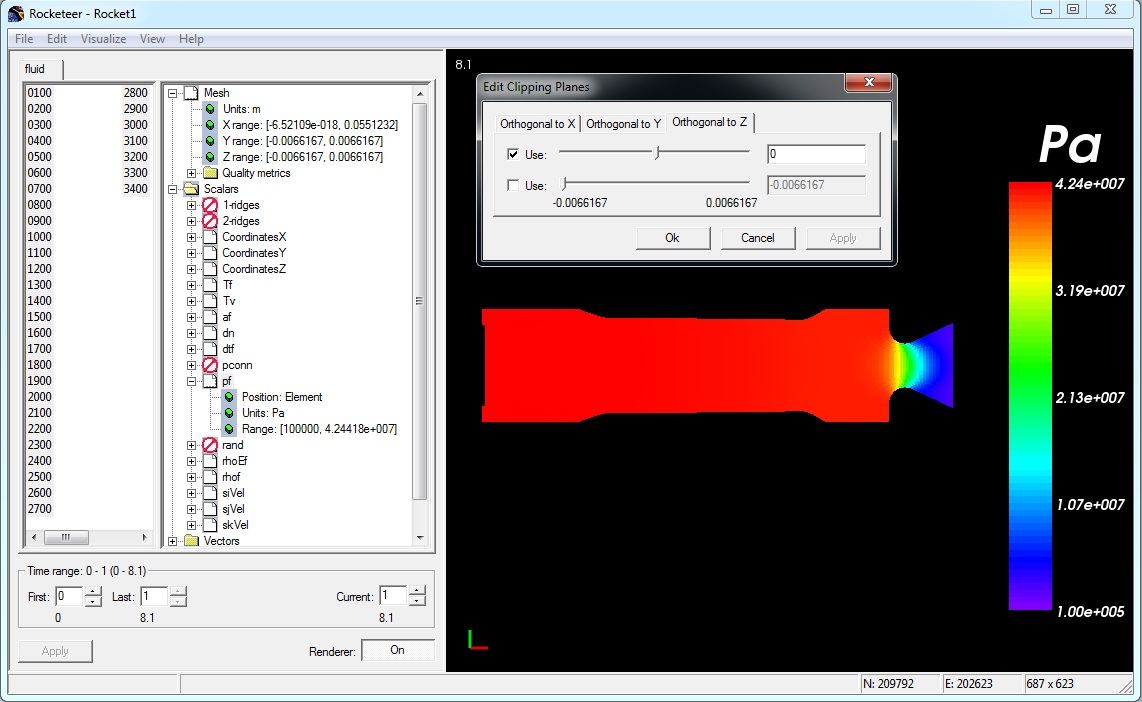 Rocketeer - Rocket1
File Edit Visualize View Help
fluid
0100 2800
0200 2900
0300 3000
0400 3100
0500 3200
0600 3300
0700 3400
0800
0900
1000
1100
1200
1300
1400
1500
1600
1700
1800
1900
2000
2100
2200
2300
2400
2500
2600
2700
Mesh
Units: m
X range: [-6.52109e-018, 0.0551232]
Y range: [-0.0066167, 0.0066167]
Z range: [-0.0066167, 0.0066167]
Quality metrics
Scalars
1-ridges
2-ridges
CoordinatesX
CoordinatesY
CoordinatesZ
Tf
Tv
af
dn
dtf
pconn
pf
Position: Element
Units: Pa
Range: [100000, 4.24418e+007]
rand
rhoEf
rhof
siVel
sjVel
skVel
Vectors
Time range: 0 - 1 (0 - 8.1)
First: 0 Last: 1 Current: 1
0 8.1 8.1
Apply Renderer: On
8.1
Edit Clipping Planes
Orthogonal to X Orthogonal to Y Orthogonal to Z
Use: 0
Use: -0.0066167
-0.0066167 0.0066167
Ok Cancel Apply
Pa
4.24e+007
3.19e+007
2.13e+007
1.07e+007
1.00e+005
N: 209792 E: 202623 687 x 623